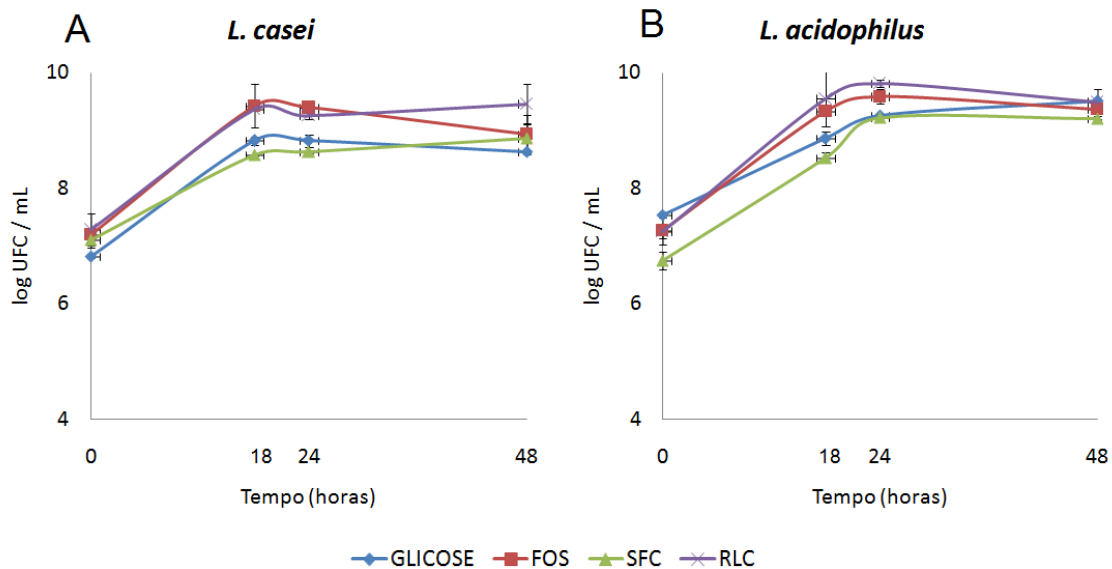 A
L. casei
10
8
6
4
log UFC / mL
0
18
24
48
Tempo (horas)
B
L. acidophilus
10
8
6
4
log UFC / mL
0
18
24
48
Tempo (horas)
GLICOSE FOS SFC RLC